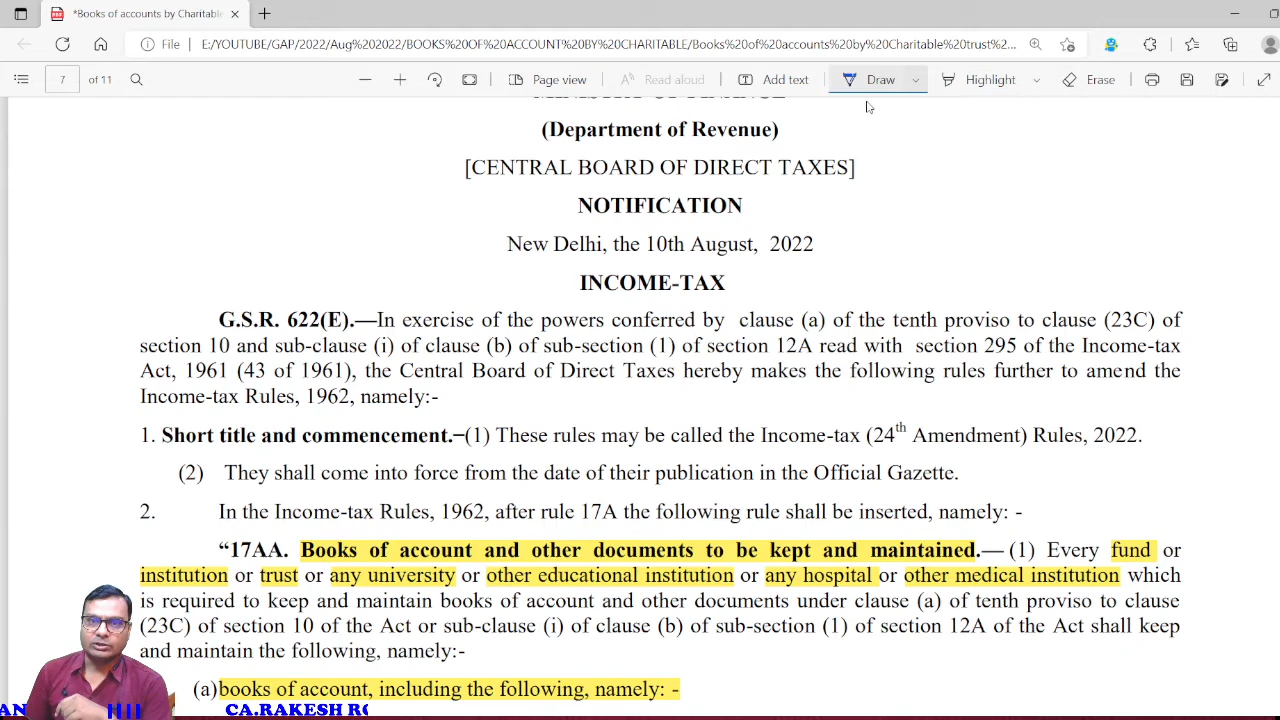 *Books of accounts by Charitable
File
E:/YOUTUBE/GAP/2022/Aug%202022/BOOKS%20OF%20ACCOUNT%20BY%20CHARITABLE/Books%20of%20accounts%20by%20Charitable%20trust%2...
7 of 11
Page view
Read aloud
Add text
Draw
Highlight
Erase
MINISTRY OF FINANCE
(Department of Revenue)
[CENTRAL BOARD OF DIRECT TAXES]
NOTIFICATION
New Delhi, the 10th August, 2022
INCOME-TAX
G.S.R. 622(E).—In exercise of the powers conferred by clause (a) of the tenth proviso to clause (23C) of
section 10 and sub-clause (i) of clause (b) of sub-section (1) of section 12A read with section 295 of the Income-tax
Act, 1961 (43 of 1961), the Central Board of Direct Taxes hereby makes the following rules further to amend the
Income-tax Rules, 1962, namely:-
1. Short title and commencement.–(1) These rules may be called the Income-tax (24th Amendment) Rules, 2022.
(2) They shall come into force from the date of their publication in the Official Gazette.
2. In the Income-tax Rules, 1962, after rule 17A the following rule shall be inserted, namely: -
“17AA. Books of account and other documents to be kept and maintained.— (1) Every fund or
institution or trust or any university or other educational institution or any hospital or other medical institution which
is required to keep and maintain books of account and other documents under clause (a) of tenth proviso to clause
(23C) of section 10 of the Act or sub-clause (i) of clause (b) of sub-section (1) of section 12A of the Act shall keep
and maintain the following, namely:-
(a) books of account, including the following, namely: -
AN
CA.RAKESH